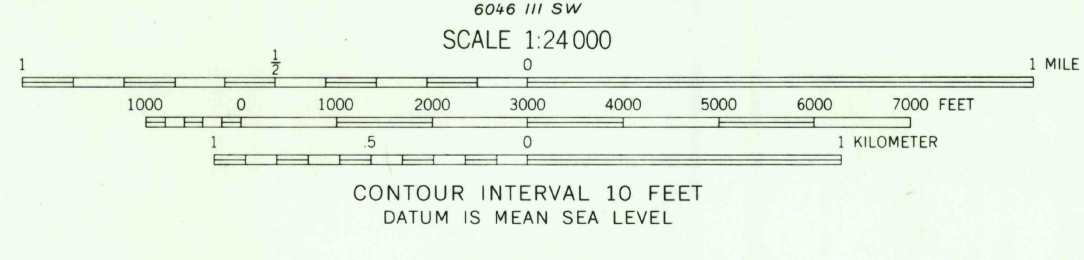 6046 III SW
SCALE 1:24 000
1 1/2 0 1 MILE
1000 0 1000 2000 3000 4000 5000 6000 7000 FEET
1 .5 0 1 KILOMETER
CONTOUR INTERVAL 10 FEET
DATUM IS MEAN SEA LEVEL